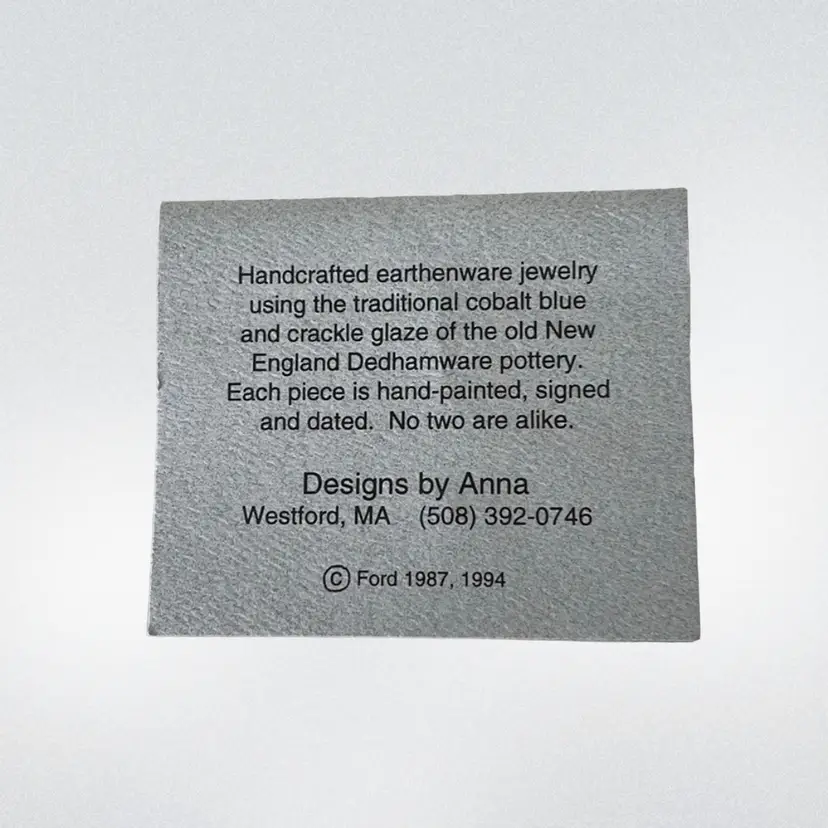 Handcrafted earthenware jewelry
using the traditional cobalt blue
and crackle glaze of the old New
England Dedhamware pottery.
Each piece is hand-painted, signed
and dated. No two are alike.
Designs by Anna
Westford, MA (508) 392-0746
© Ford 1987, 1994